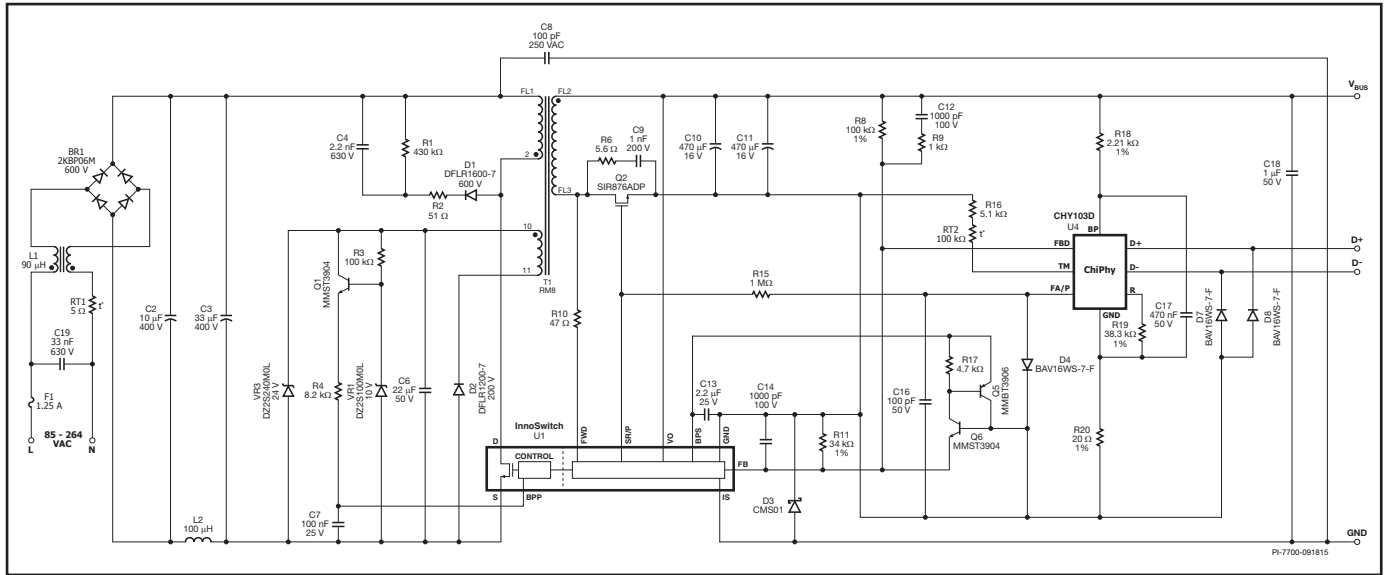 C8
100 pF
250 VAC
FL1
FL2
V_BUS
C4
2.2 nF
630 V
R1
430 kΩ
D1
DFLR1600-7
600 V
2
R2
51 Ω
R6
5.6 Ω
C9
1 nF
200 V
Q2
SIR876ADP
FL3
C10
470 µF
16 V
C11
470 µF
16 V
R8
100 kΩ
1%
C12
1000 pF
100 V
R9
1 kΩ
R18
2.21 kΩ
1%
C18
1 µF
50 V
BR1
2KBP06M
600 V
L1
90 µH
RT1
5 Ω
t°
C19
33 nF
630 V
F1
1.25 A
85 - 264
VAC
L
N
C2
10 µF
400 V
C3
33 µF
400 V
L2
100 µH
Q1
MMST3904
R3
100 kΩ
10
11
T1
RM8
VR3
DZ2S240M0L
24 V
R4
8.2 kΩ
VR1
DZ2S100M0L
10 V
C6
22 µF
50 V
D2
DFLR1200-7
200 V
C7
100 nF
25 V
R10
47 Ω
R15
1 MΩ
R16
5.1 kΩ
RT2
100 kΩ
t°
CHY103D
U4
BP
FBD
D+
TM
ChiPhy
D-
FA/P
R
GND
D+
D-
R19
38.3 kΩ
1%
C17
470 nF
50 V
D7
BAV16WS-7-F
D8
BAV16WS-7-F
R17
4.7 kΩ
D4
BAV16WS-7-F
Q5
MMBT3906
C16
100 pF
50 V
Q6
MMST3904
R20
20 Ω
1%
C13
2.2 µF
25 V
C14
1000 pF
100 V
R11
34 kΩ
1%
InnoSwitch
U1
D
FWD
SR/P
VO
BPS
GND
CONTROL
FB
S
BPP
IS
D3
CMS01
GND
PI-7700-091815